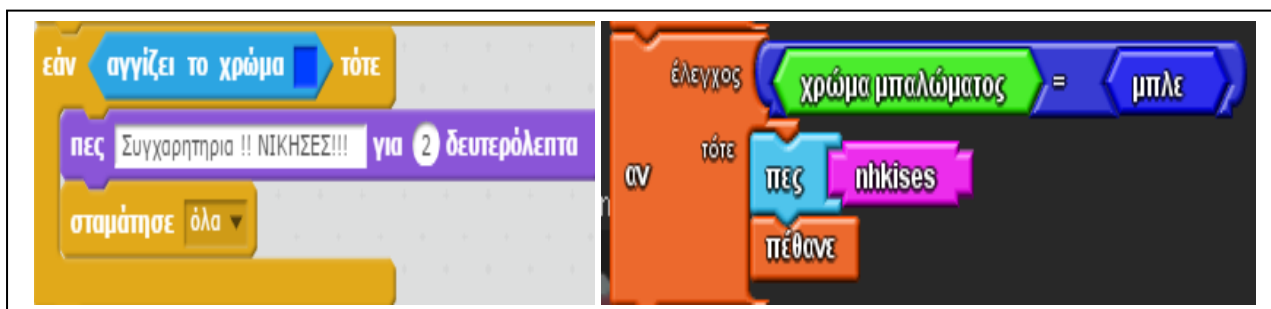 εάν αγγίζει το χρώμα τότε
πες Συγχαρητηρια !! ΝΙΚΗΣΕΣ!!! για 2 δευτερόλεπτα
σταμάτησε όλα
έλεγχος χρώμα μπαλώματος = μπλε
αν τότε πες nhkises
πέθανε